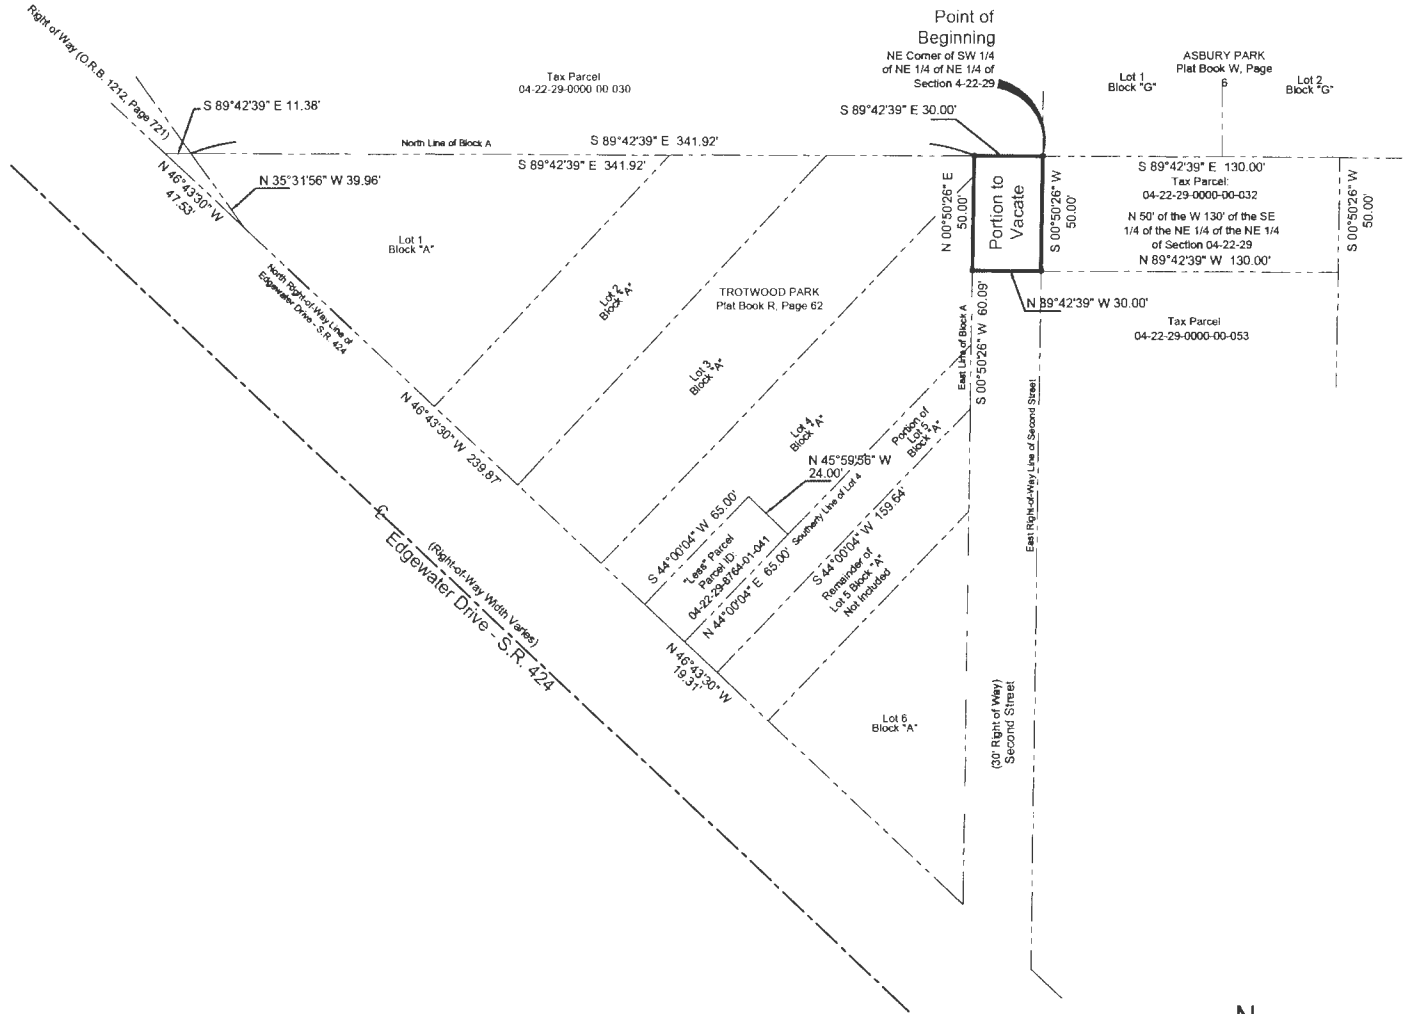 Point of
Beginning
NE Corner of SW 1/4
of NE 1/4 of NE 1/4 of
Section 4-22-29
Right of Way (O.R.B. 1212, Page 721)
Tax Parcel
04-22-29-0000 00 030
ASBURY PARK
Plat Book W, Page
6
Lot 1
Block "G"
Lot 2
Block "G"
S 89°42'39" E 11.38'
S 89°42'39" E 30.00'
North Line of Block A
S 89°42'39" E 341.92'
S 89°42'39" E 341.92'
N 46°43'30" W
47.53'
N 35°31'56" W 39.96'
N 00°50'26" E
50.00'
Portion to
Vacate
S 00°50'26" W
50.00'
S 89°42'39" E 130.00'
Tax Parcel:
04-22-29-0000-00-032
N 50' of the W 130' of the SE
1/4 of the NE 1/4 of the NE 1/4
of Section 04-22-29
N 89°42'39" W 130.00'
S 00°50'26" W
50.00'
Lot 1
Block "A"
North Right-of-Way Line of
Edgewater Drive - S.R. 424
Lot 2
Block "A"
TROTWOOD PARK
Plat Book R, Page 62
N 89°42'39" W 30.00'
Tax Parcel
04-22-29-0000-00-053
East Line of Block A
S 00°50'26" W 60.09'
East Right-of-Way Line of Second Street
Lot 3
Block "A"
N 46°43'30" W 239.87'
Lot 4
Block "A"
Portion of
Lot 5
Block "A"
N 45°59'56" W
24.00'
S 44°00'04" W 65.00'
"Less" Parcel
Parcel ID:
04-22-29-8764-01-041
N 44°00'04" E 65.00'
Southerly Line of Lot 4
S 44°00'04" W 159.64'
Remainder of
Lot 5 Block "A"
Not Included
(Right-of-Way Width Varies)
Edgewater Drive - S.R. 424
N 46°43'30" W
19.31'
Lot 6
Block "A"
(30' Right of Way)
Second Street
N